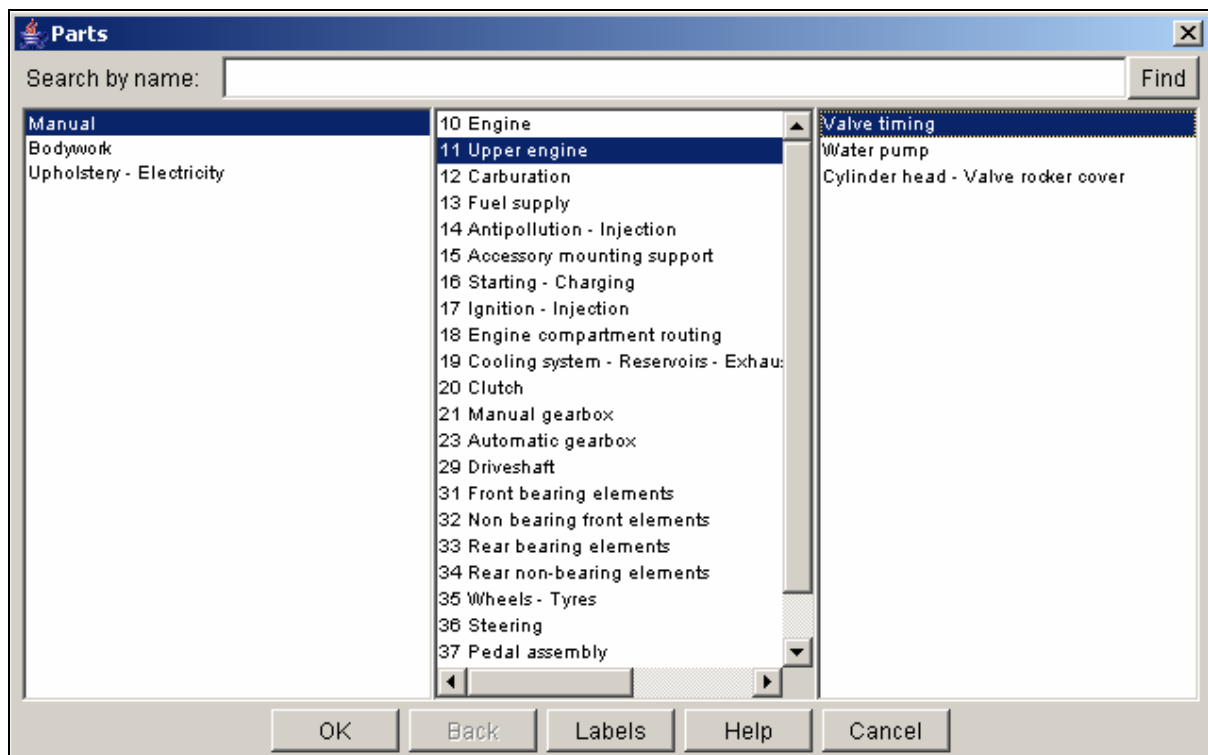 Parts
Search by name:
Find
Manual
Bodywork
Upholstery - Electricity
10 Engine
11 Upper engine
12 Carburation
13 Fuel supply
14 Antipollution - Injection
15 Accessory mounting support
16 Starting - Charging
17 Ignition - Injection
18 Engine compartment routing
19 Cooling system - Reservoirs - Exhau
20 Clutch
21 Manual gearbox
23 Automatic gearbox
29 Driveshaft
31 Front bearing elements
32 Non bearing front elements
33 Rear bearing elements
34 Rear non-bearing elements
35 Wheels - Tyres
36 Steering
37 Pedal assembly
Valve timing
Water pump
Cylinder head - Valve rocker cover
OK
Back
Labels
Help
Cancel